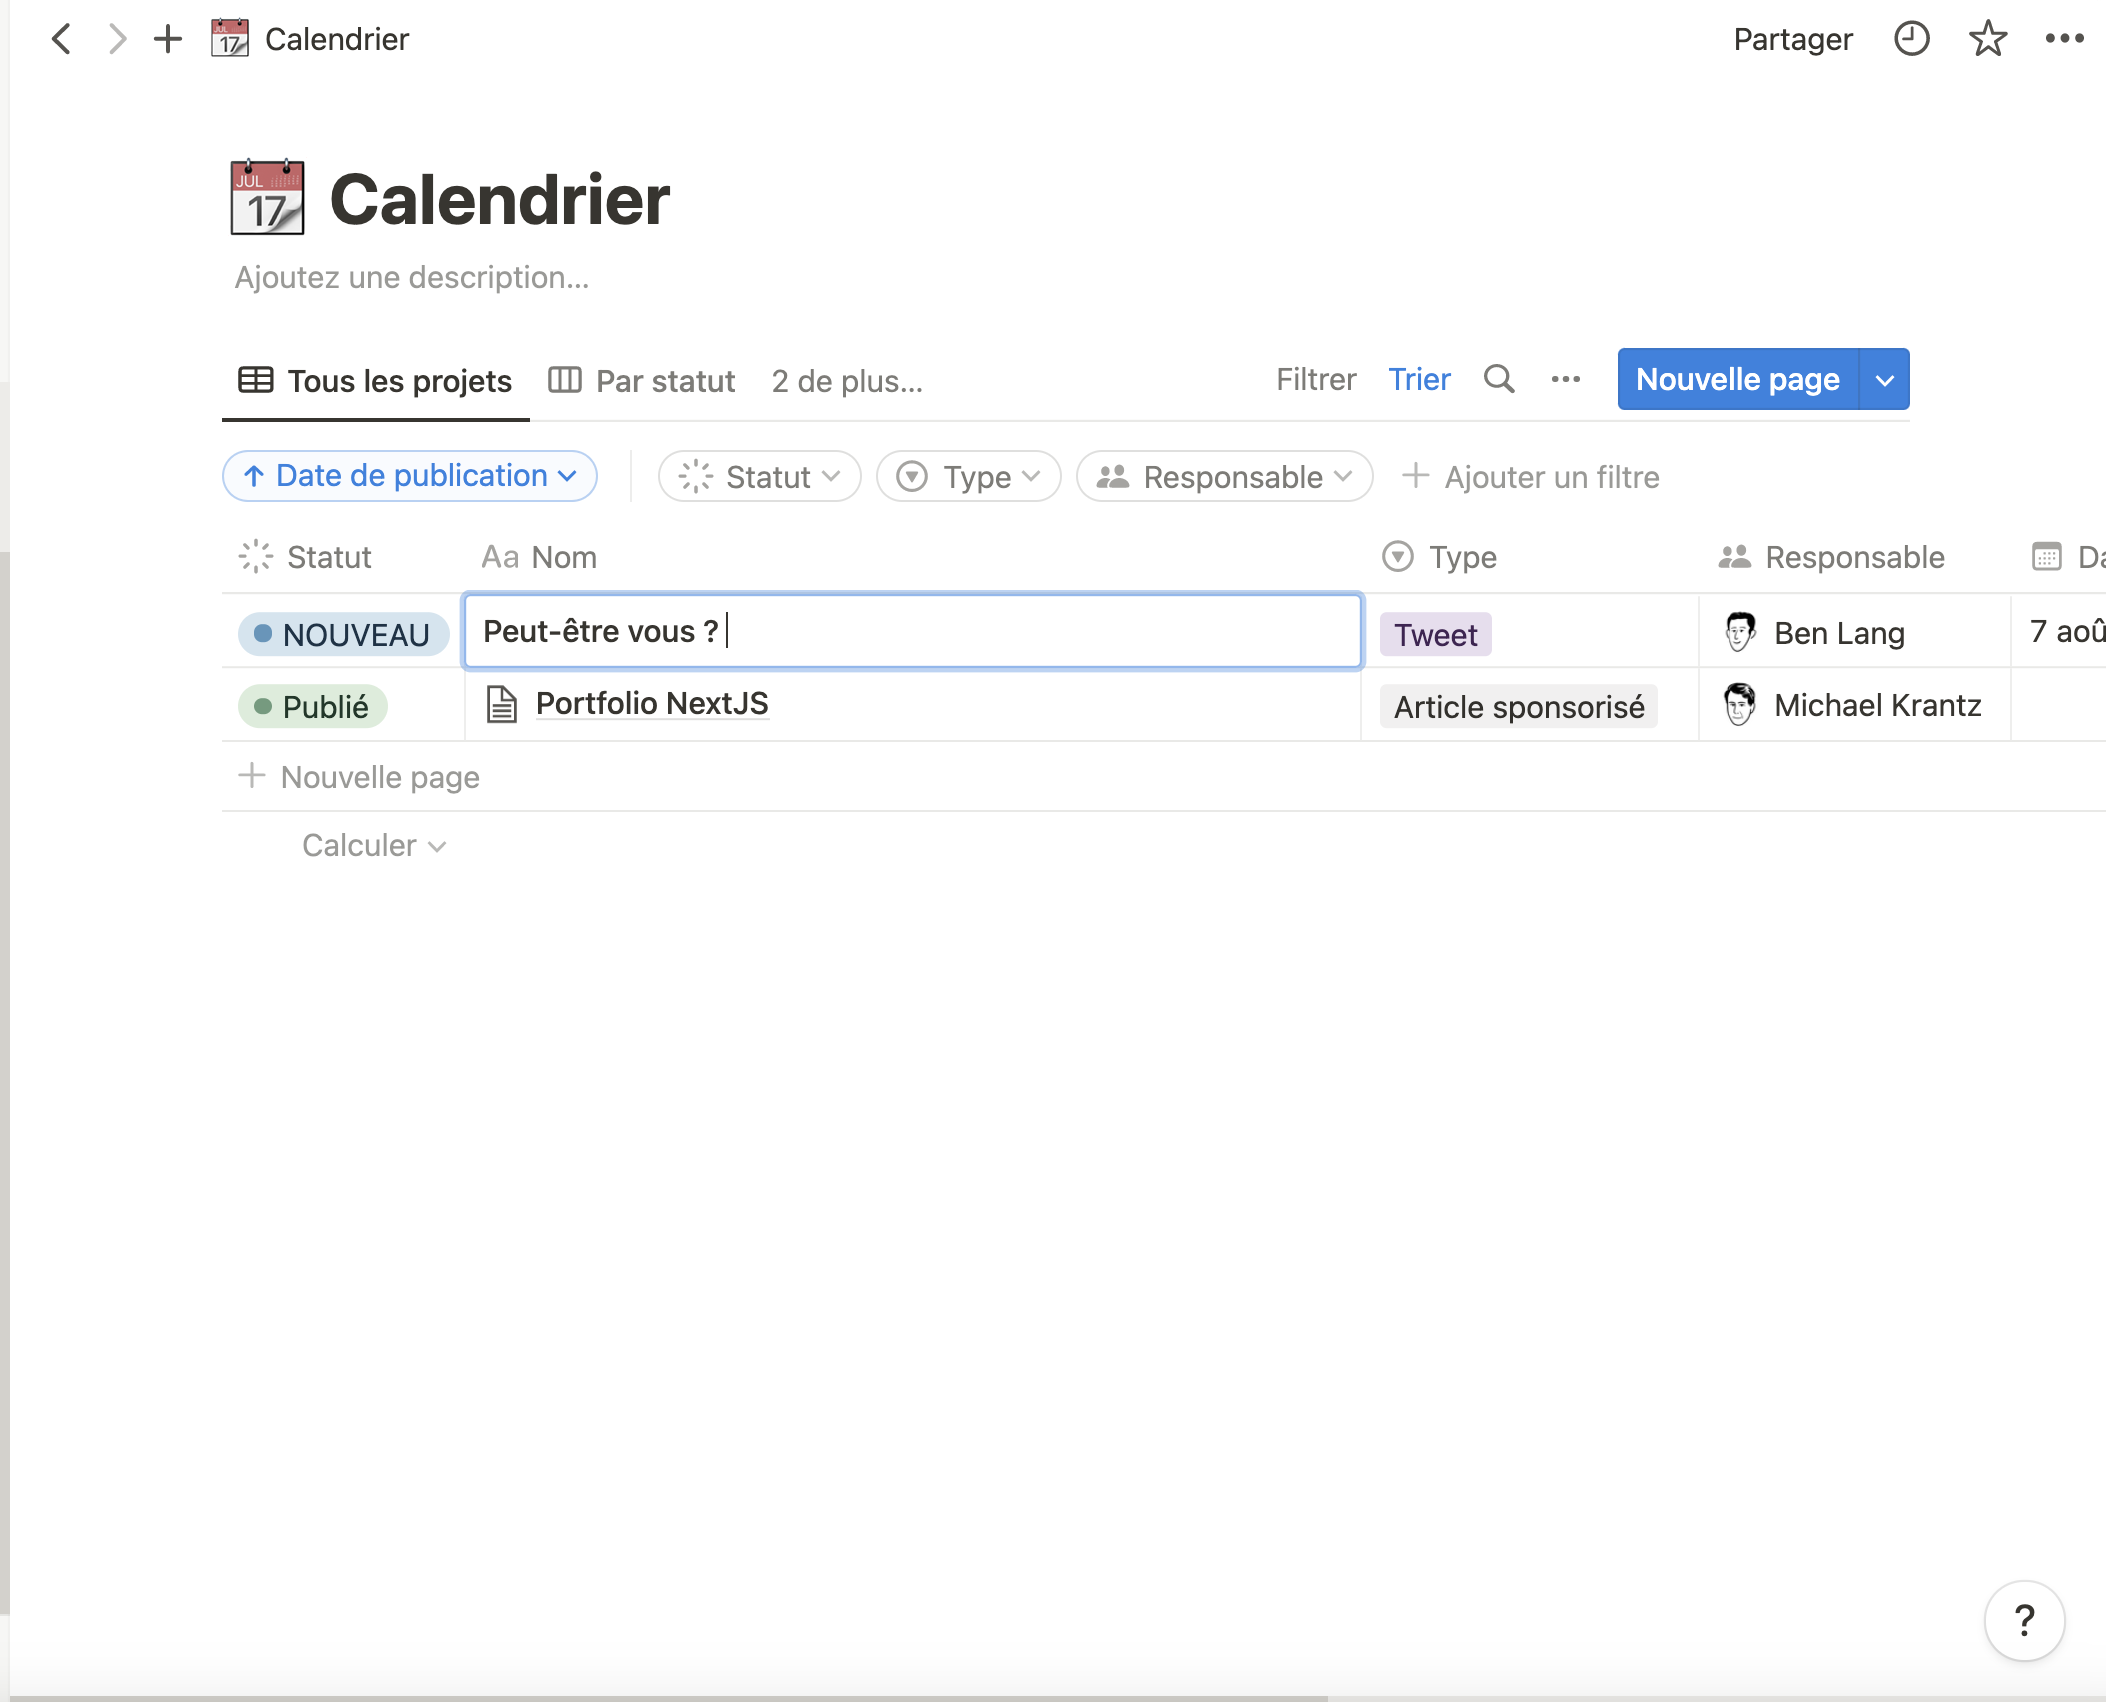 Calendrier
Partager
JUL 17 Calendrier
Ajoutez une description...
Tous les projets Par statut 2 de plus... Filtrer Trier Nouvelle page
Date de publication Statut Type Responsable Ajouter un filtre
Statut Aa Nom Type Responsable Da
NOUVEAU Peut-être vous ? Tweet Ben Lang 7 aoû
Publié Portfolio NextJS Article sponsorisé Michael Krantz
Nouvelle page
Calculer
?